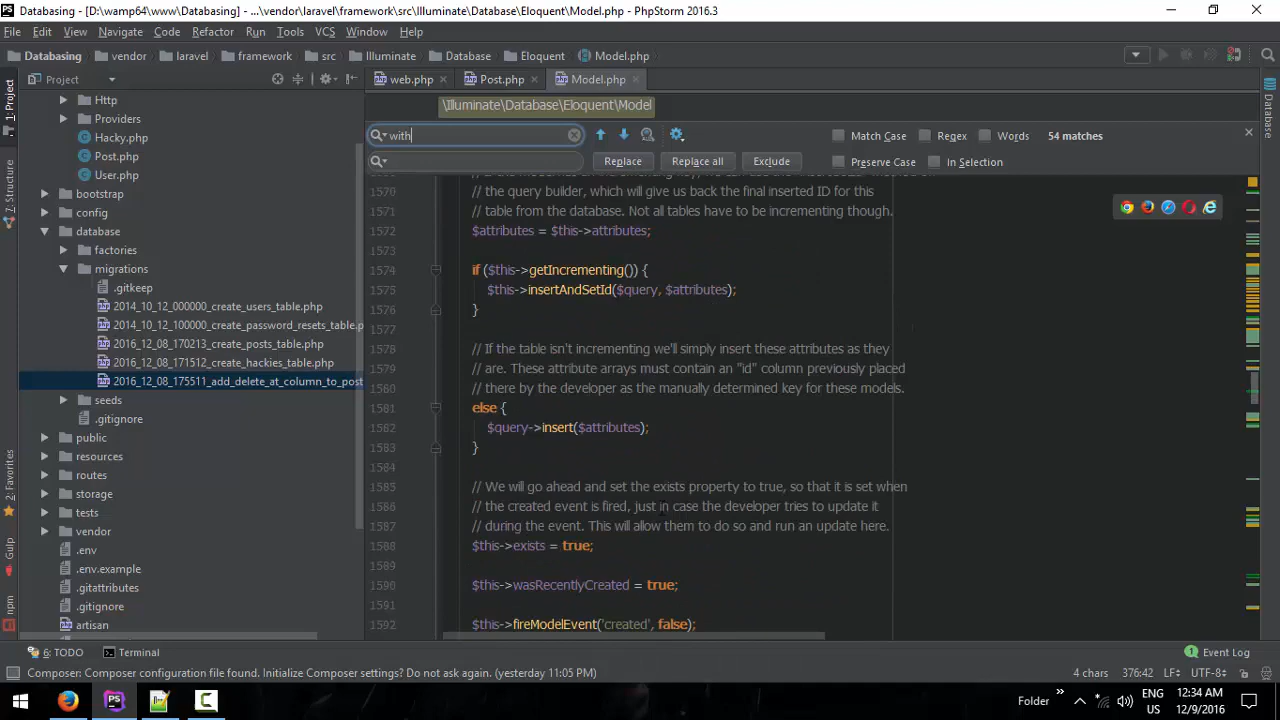 Databasing - [D:\wamp64\www\Databasing] - ...\vendor\laravel\framework\src\Illuminate\Database\Eloquent\Model.php - PhpStorm 2016.3
File Edit View Navigate Code Refactor Run Tools VCS Window Help
Databasing vendor laravel framework src Illuminate Database Eloquent Model.php
Project web.php Post.php Model.php
\Illuminate\Database\Eloquent\Model
with Match Case Regex Words 54 matches
Replace Replace all Exclude Preserve Case In Selection
1: Project
7: Structure
2: Favorites
Gulp
npm
Database
Http
Providers
Hacky.php
Post.php
User.php
bootstrap
config
database
factories
migrations
.gitkeep
2014_10_12_000000_create_users_table.php
2014_10_12_100000_create_password_resets_table.p
2016_12_08_170213_create_posts_table.php
2016_12_08_171512_create_hackies_table.php
2016_12_08_175511_add_delete_at_column_to_post
seeds
.gitignore
public
resources
routes
storage
tests
vendor
.env
.env.example
.gitattributes
.gitignore
artisan
1570 // the query builder, which will give us back the final inserted ID for this
1571 // table from the database. Not all tables have to be incrementing though.
1572 $attributes = $this->attributes;
1573
1574 if ($this->getIncrementing()) {
1575 $this->insertAndSetId($query, $attributes);
1576 }
1577
1578 // If the table isn't incrementing we'll simply insert these attributes as they
1579 // are. These attribute arrays must contain an "id" column previously placed
1580 // there by the developer as the manually determined key for these models.
1581 else {
1582 $query->insert($attributes);
1583 }
1584
1585 // We will go ahead and set the exists property to true, so that it is set when
1586 // the created event is fired, just in case the developer tries to update it
1587 // during the event. This will allow them to do so and run an update here.
1588 $this->exists = true;
1589
1590 $this->wasRecentlyCreated = true;
1591
1592 $this->fireModelEvent('created', false);
6: TODO Terminal 1 Event Log
Composer: Composer configuration file found. Initialize Composer settings? Do not ask again. (yesterday 11:05 PM) 4 chars 376:42 LF÷ UTF-8÷
PS Folder ENG US 12:34 AM 12/9/2016